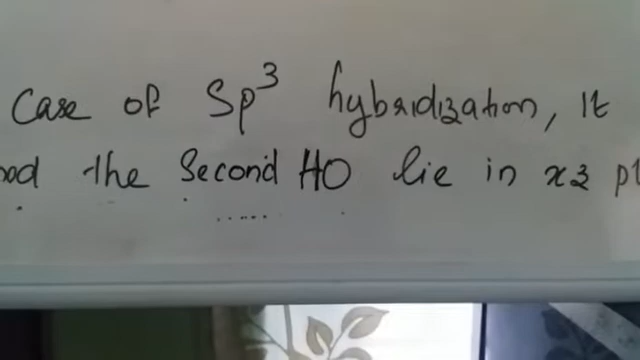 Case of Sp³ hybridization, It
the Second HO lie in xz